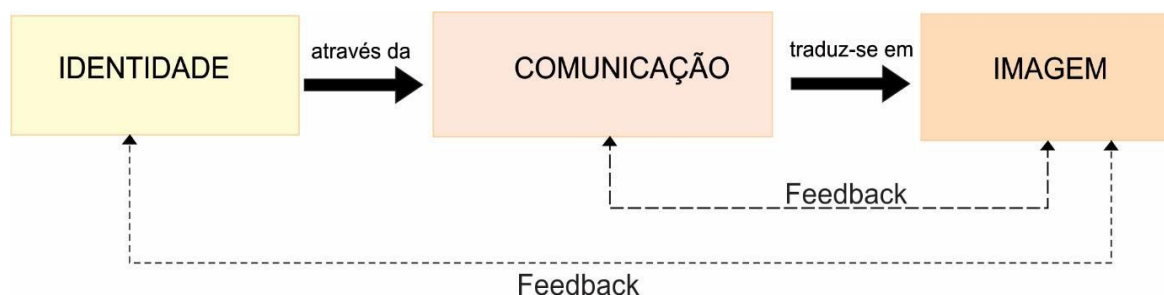 IDENTIDADE
através da
COMUNICAÇÃO
traduz-se em
IMAGEM
Feedback
Feedback